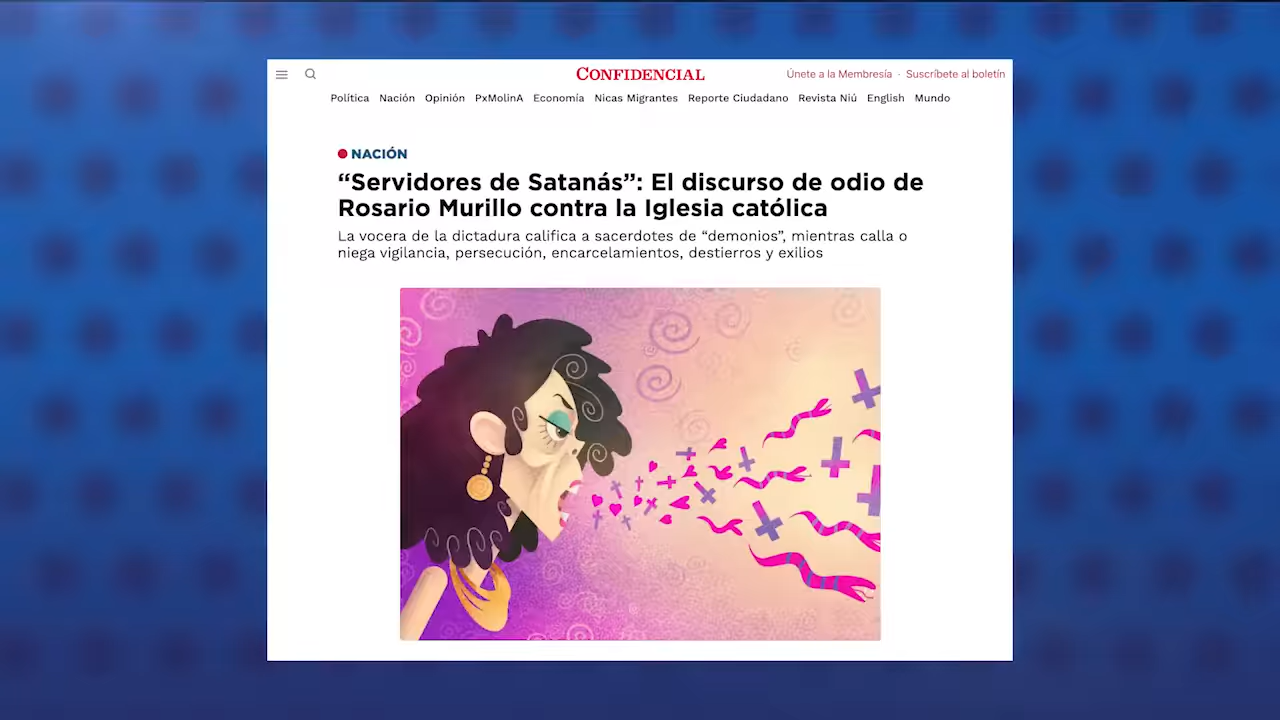 CONFIDENCIAL
Únete a la Membresía · Suscríbete al boletín
Política Nación Opinión PxMolinA Economía Nicas Migrantes Reporte Ciudadano Revista Niú English Mundo
NACIÓN
“Servidores de Satanás”: El discurso de odio de
Rosario Murillo contra la Iglesia católica
La vocera de la dictadura califica a sacerdotes de “demonios”, mientras calla o
niega vigilancia, persecución, encarcelamientos, destierros y exilios